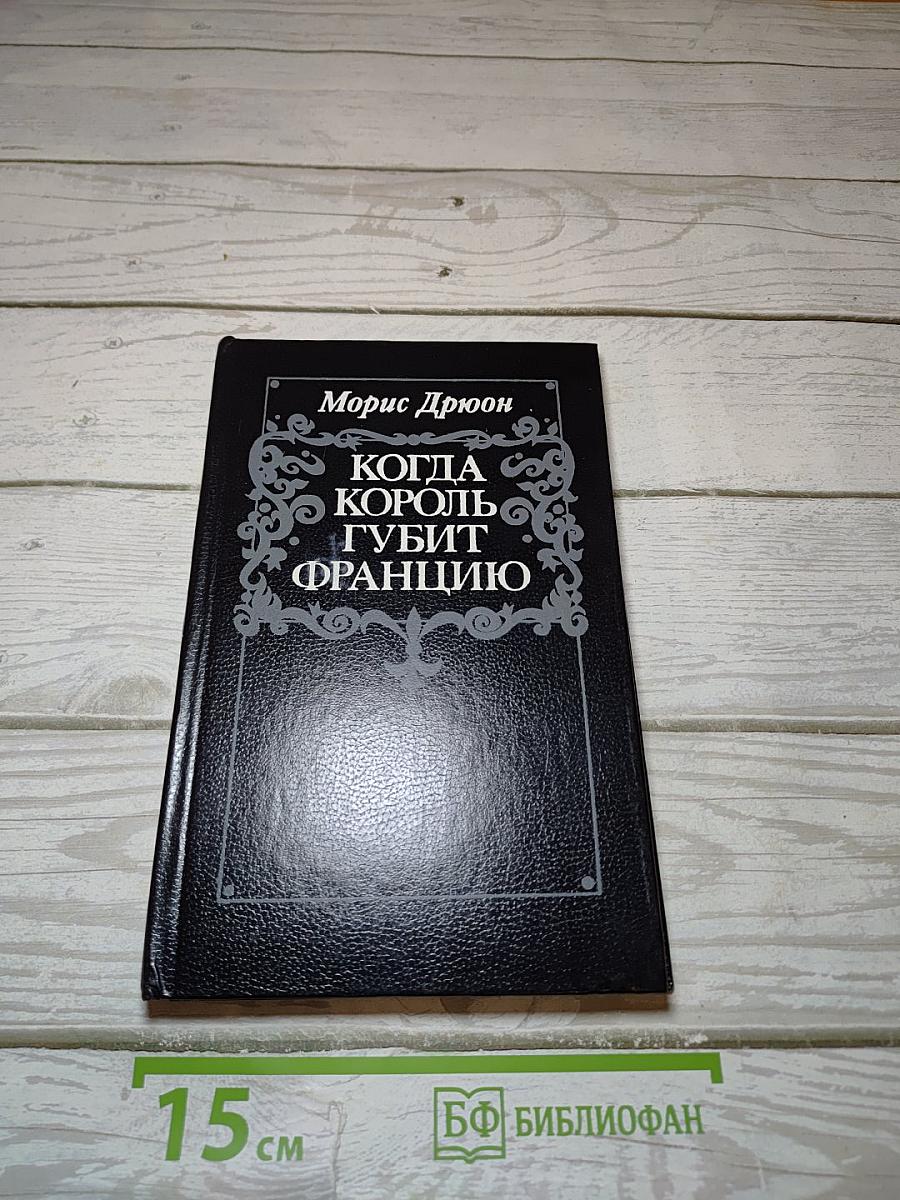 Морис Дрюон
КОГДА
КОРОЛЬ
ГУБИТ
ФРАНЦИЮ
15 см
БФ БИБЛИОФАН